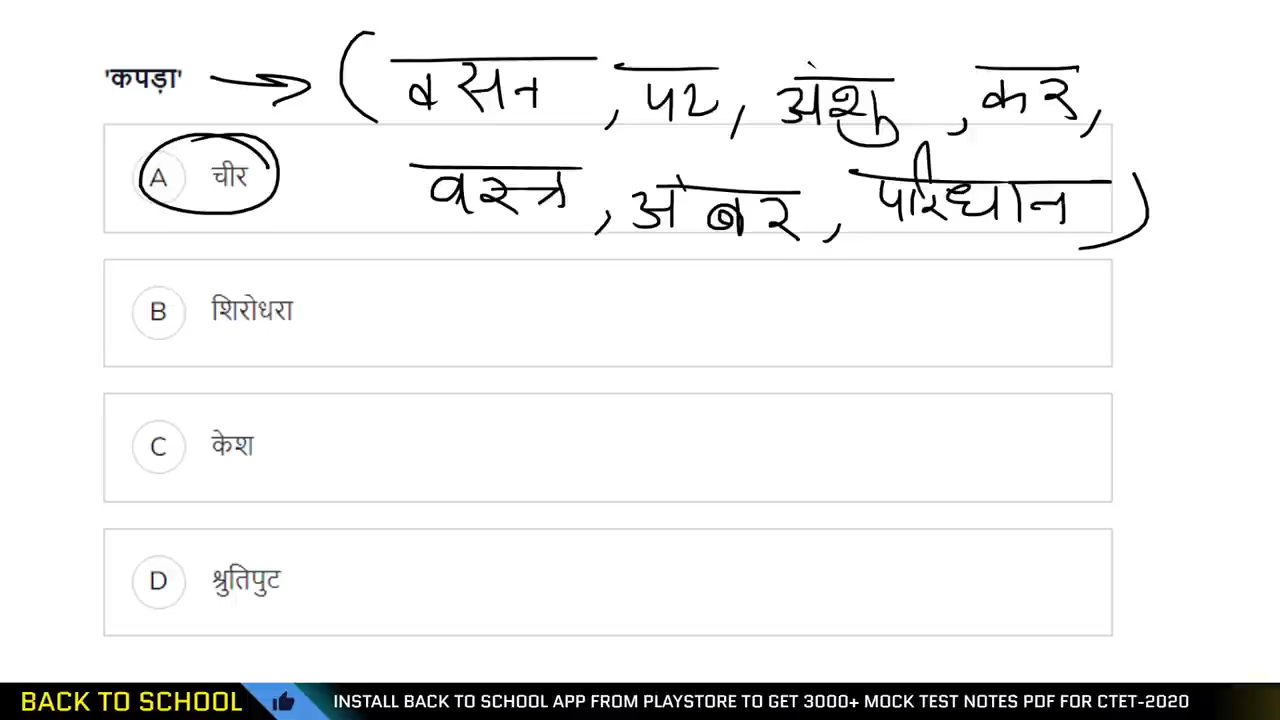 'कपड़ा' → (वसन, पट, अंशु, कर,
वस्त्र, अंबर, परिधान)
A चीर
B शिरोधरा
C केश
D श्रुतिपुट
BACK TO SCHOOL INSTALL BACK TO SCHOOL APP FROM PLAYSTORE TO GET 3000+ MOCK TEST NOTES PDF FOR CTET-2020